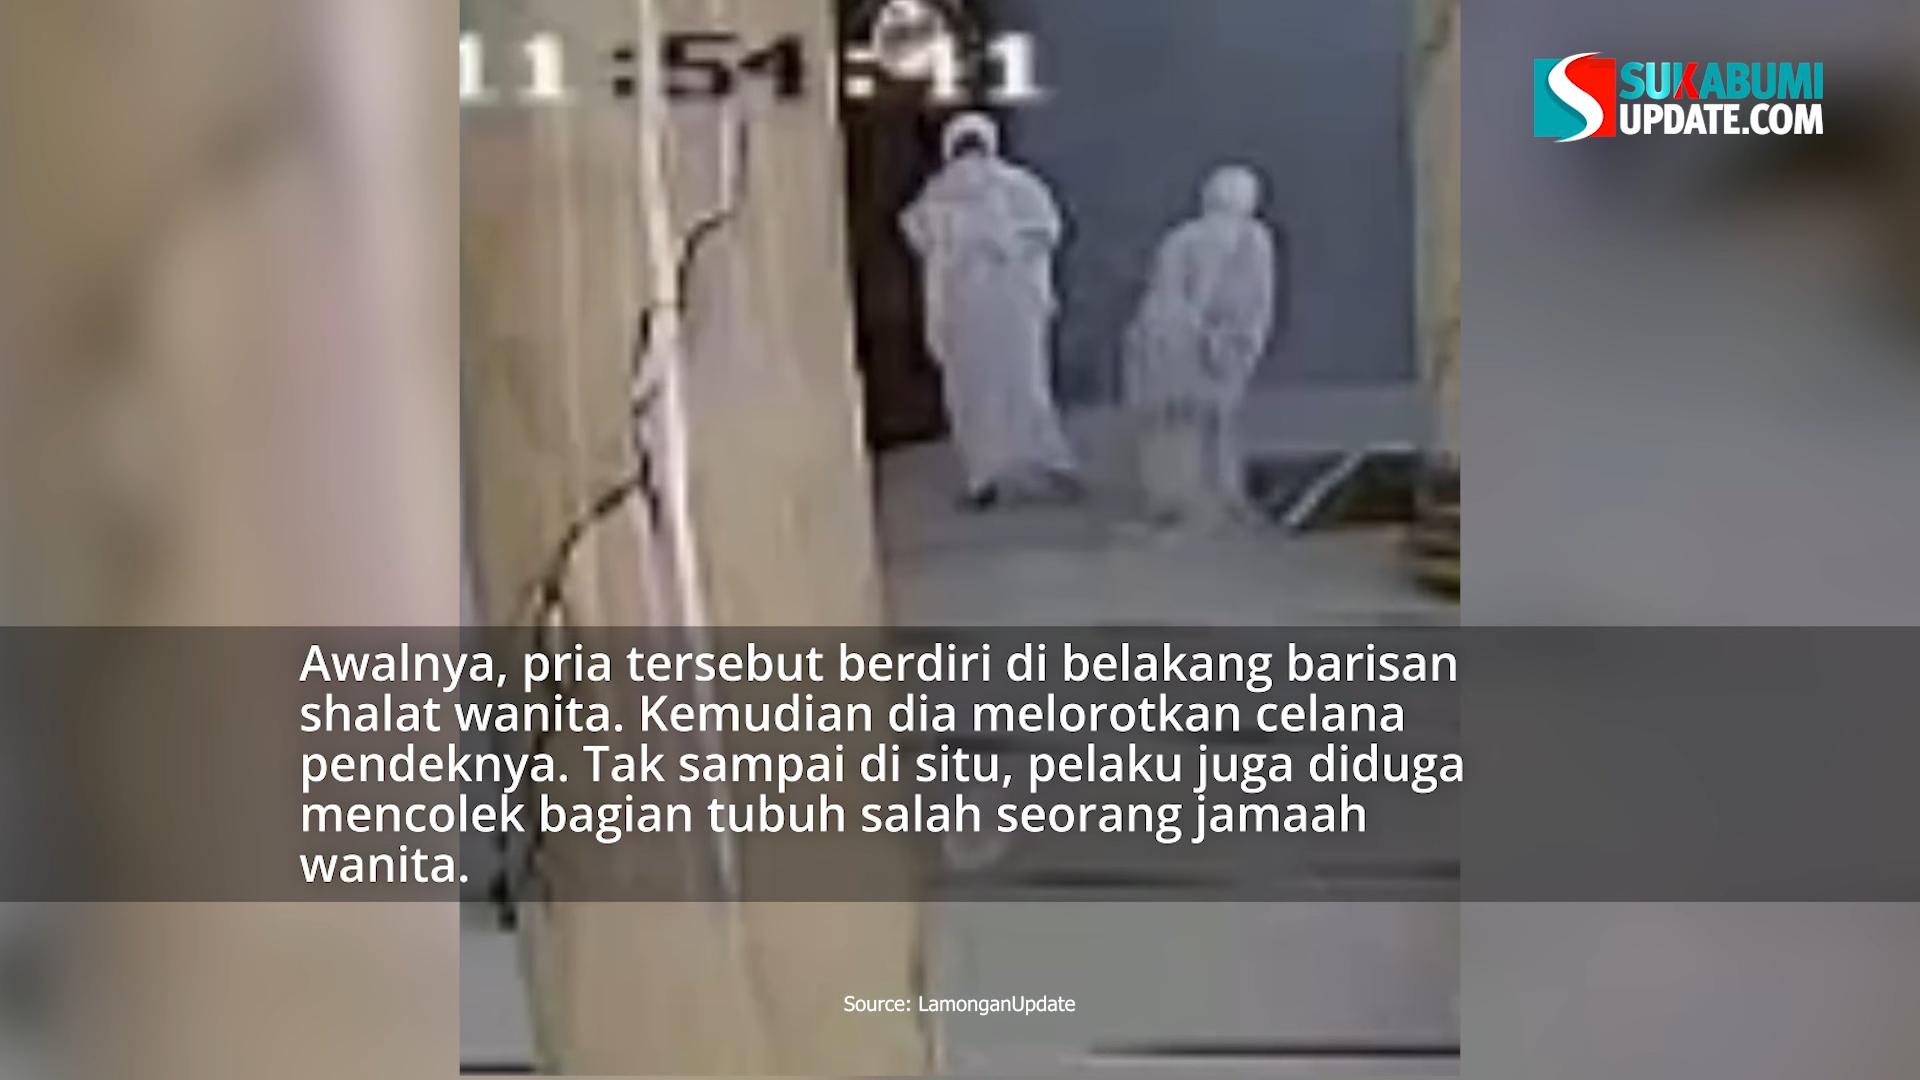 11:54:11
SUKABUMI
UPDATE.COM
Awalnya, pria tersebut berdiri di belakang barisan
shalat wanita. Kemudian dia melorotkan celana
pendeknya. Tak sampai di situ, pelaku juga diduga
mencolek bagian tubuh salah seorang jamaah
wanita.
Source: LamonganUpdate